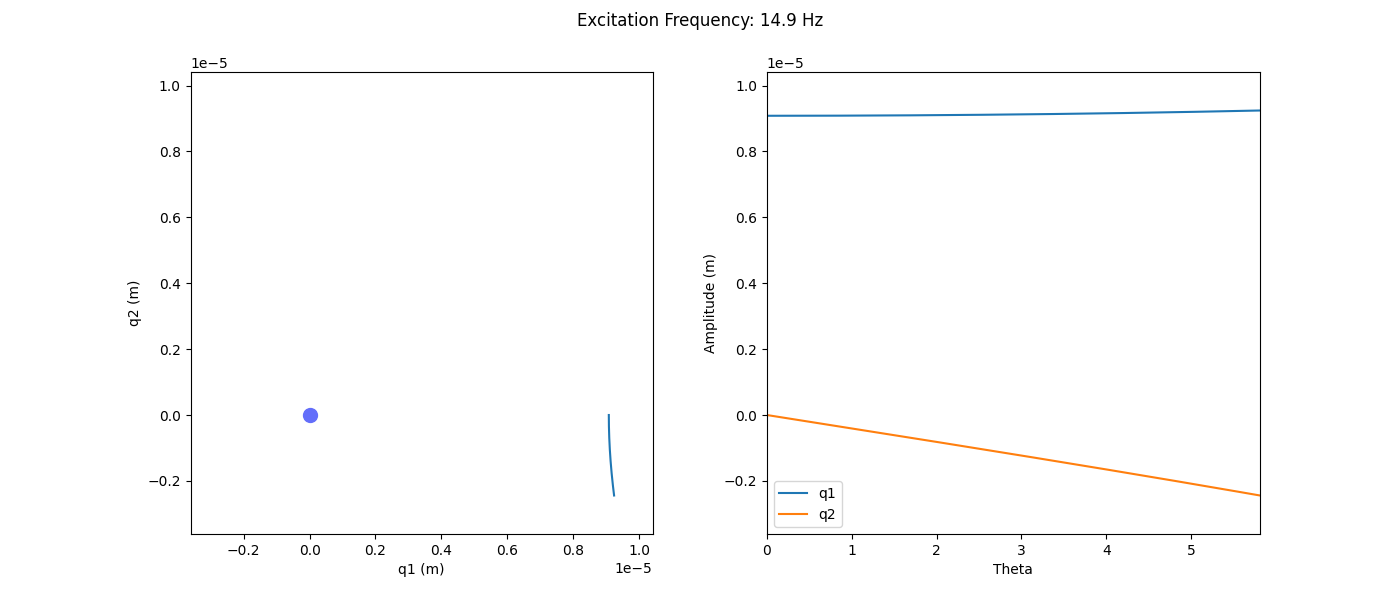 Excitation Frequency: 14.9 Hz
1e−5
1.0
0.8
0.6
0.4
0.2
0.0
−0.2
q2 (m)
−0.2 0.0 0.2 0.4 0.6 0.8 1.0
q1 (m)
1e−5
1e−5
1.0
0.8
0.6
0.4
0.2
0.0
−0.2
Amplitude (m)
q1
q2
0 1 2 3 4 5
Theta